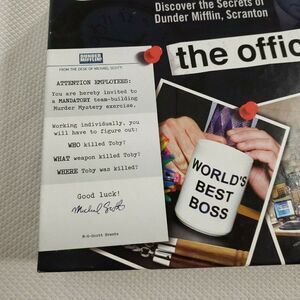 Discover the Secrets of
Dunder Mifflin, Scranton
the offic
DUNDER
MIFFLIN
FROM THE DESK OF MICHAEL SCOTT:
ATTENTION EMPLOYEES:
You are hereby invited to
a MANDATORY team-building
Murder Mystery exercise.
Working individually, you
will have to figure out:
WHO killed Toby?
WHAT weapon killed Toby?
WHERE Toby was killed?
Good luck!
Michael Scott
WORLD'S
BEST
BOSS